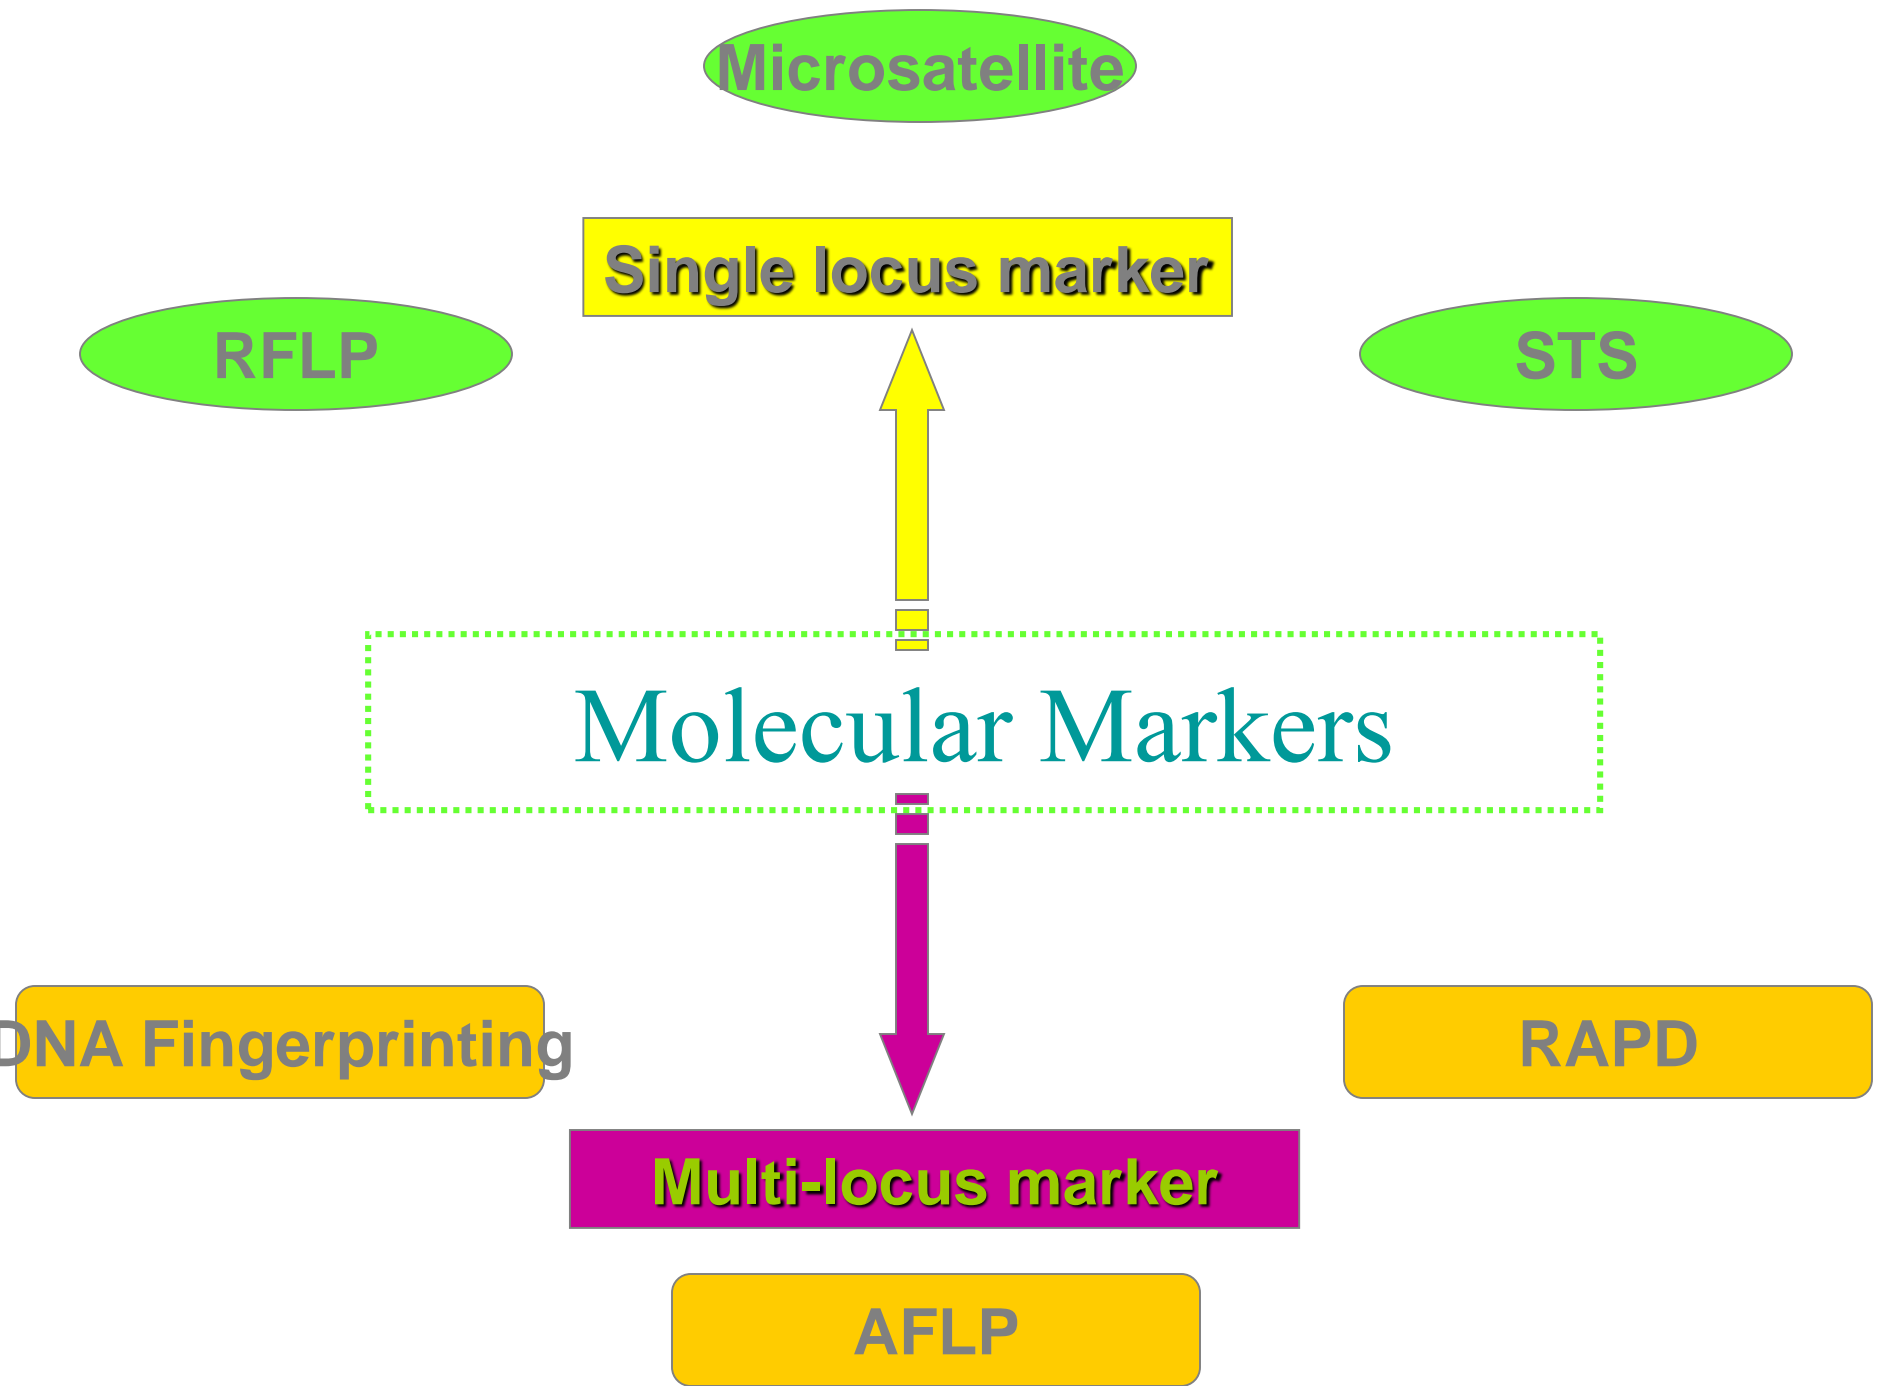 Microsatellite
Single locus marker
RFLP
STS
Molecular Markers
DNA Fingerprinting
RAPD
Multi-locus marker
AFLP